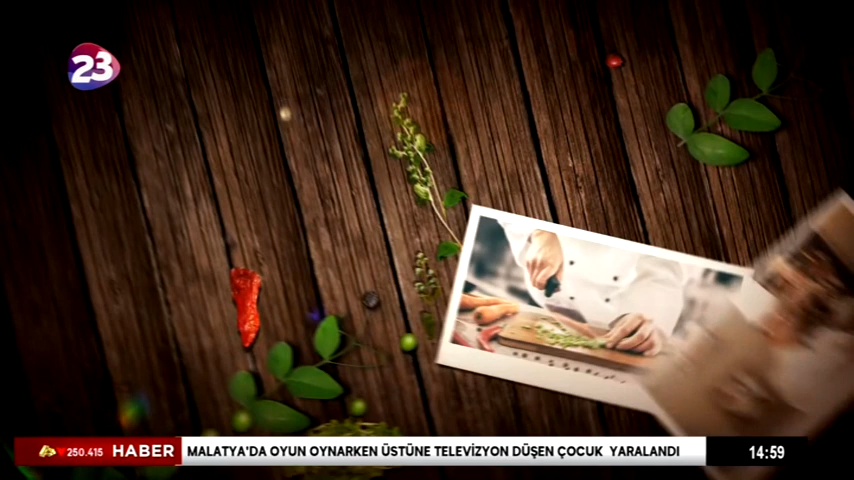 23
250.415 HABER MALATYA'DA OYUN OYNARKEN ÜSTÜNE TELEVİZYON DÜŞEN ÇOCUK YARALANDI 14:59